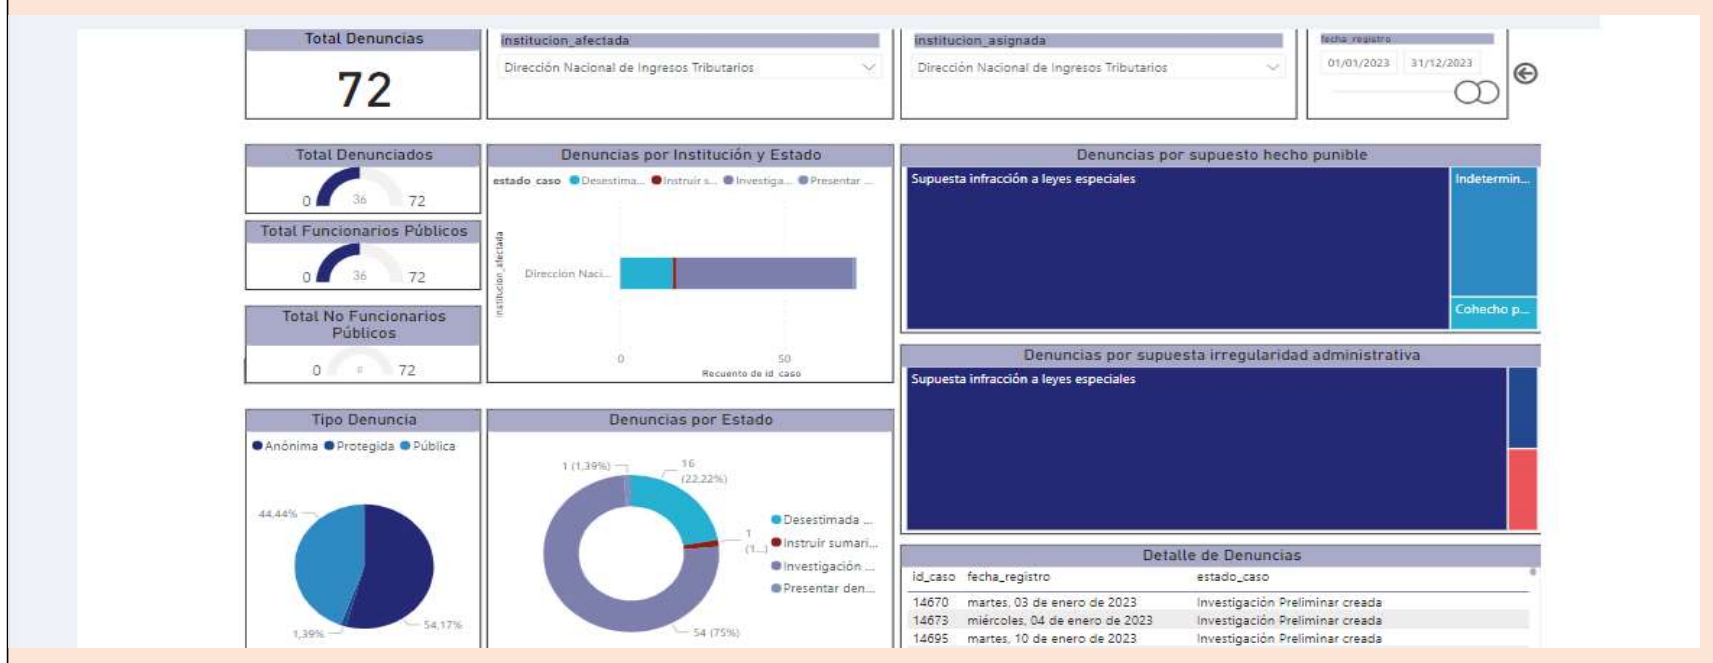 Total Denuncias
72
institucion_afectada
Dirección Nacional de Ingresos Tributarios
institucion_asignada
Dirección Nacional de Ingresos Tributarios
fecha_registro
01/01/2023 31/12/2023
Total Denunciados
0 36 72
Total Funcionarios Públicos
0 36 72
Total No Funcionarios
Públicos
0 0 72
Denuncias por Institución y Estado
estado_caso Desestima... Instruir s... Investiga... Presentar ...
institucion_afectada
Dirección Naci...
0 50
Recuento de id_caso
Denuncias por supuesto hecho punible
Supuesta infracción a leyes especiales
Indetermin...
Cohecho p...
Denuncias por supuesta irregularidad administrativa
Supuesta infracción a leyes especiales
Tipo Denuncia
Anónima Protegida Pública
44,44%
1,39%
54,17%
Denuncias por Estado
1 (1,39%)
16
(22,22%)
1
(1...)
54 (75%)
Desestimada ...
Instruir sumari...
Investigación ...
Presentar den...
Detalle de Denuncias
id_caso fecha_registro estado_caso
14670 martes, 03 de enero de 2023 Investigación Preliminar creada
14673 miércoles, 04 de enero de 2023 Investigación Preliminar creada
14695 martes, 10 de enero de 2023 Investigación Preliminar creada